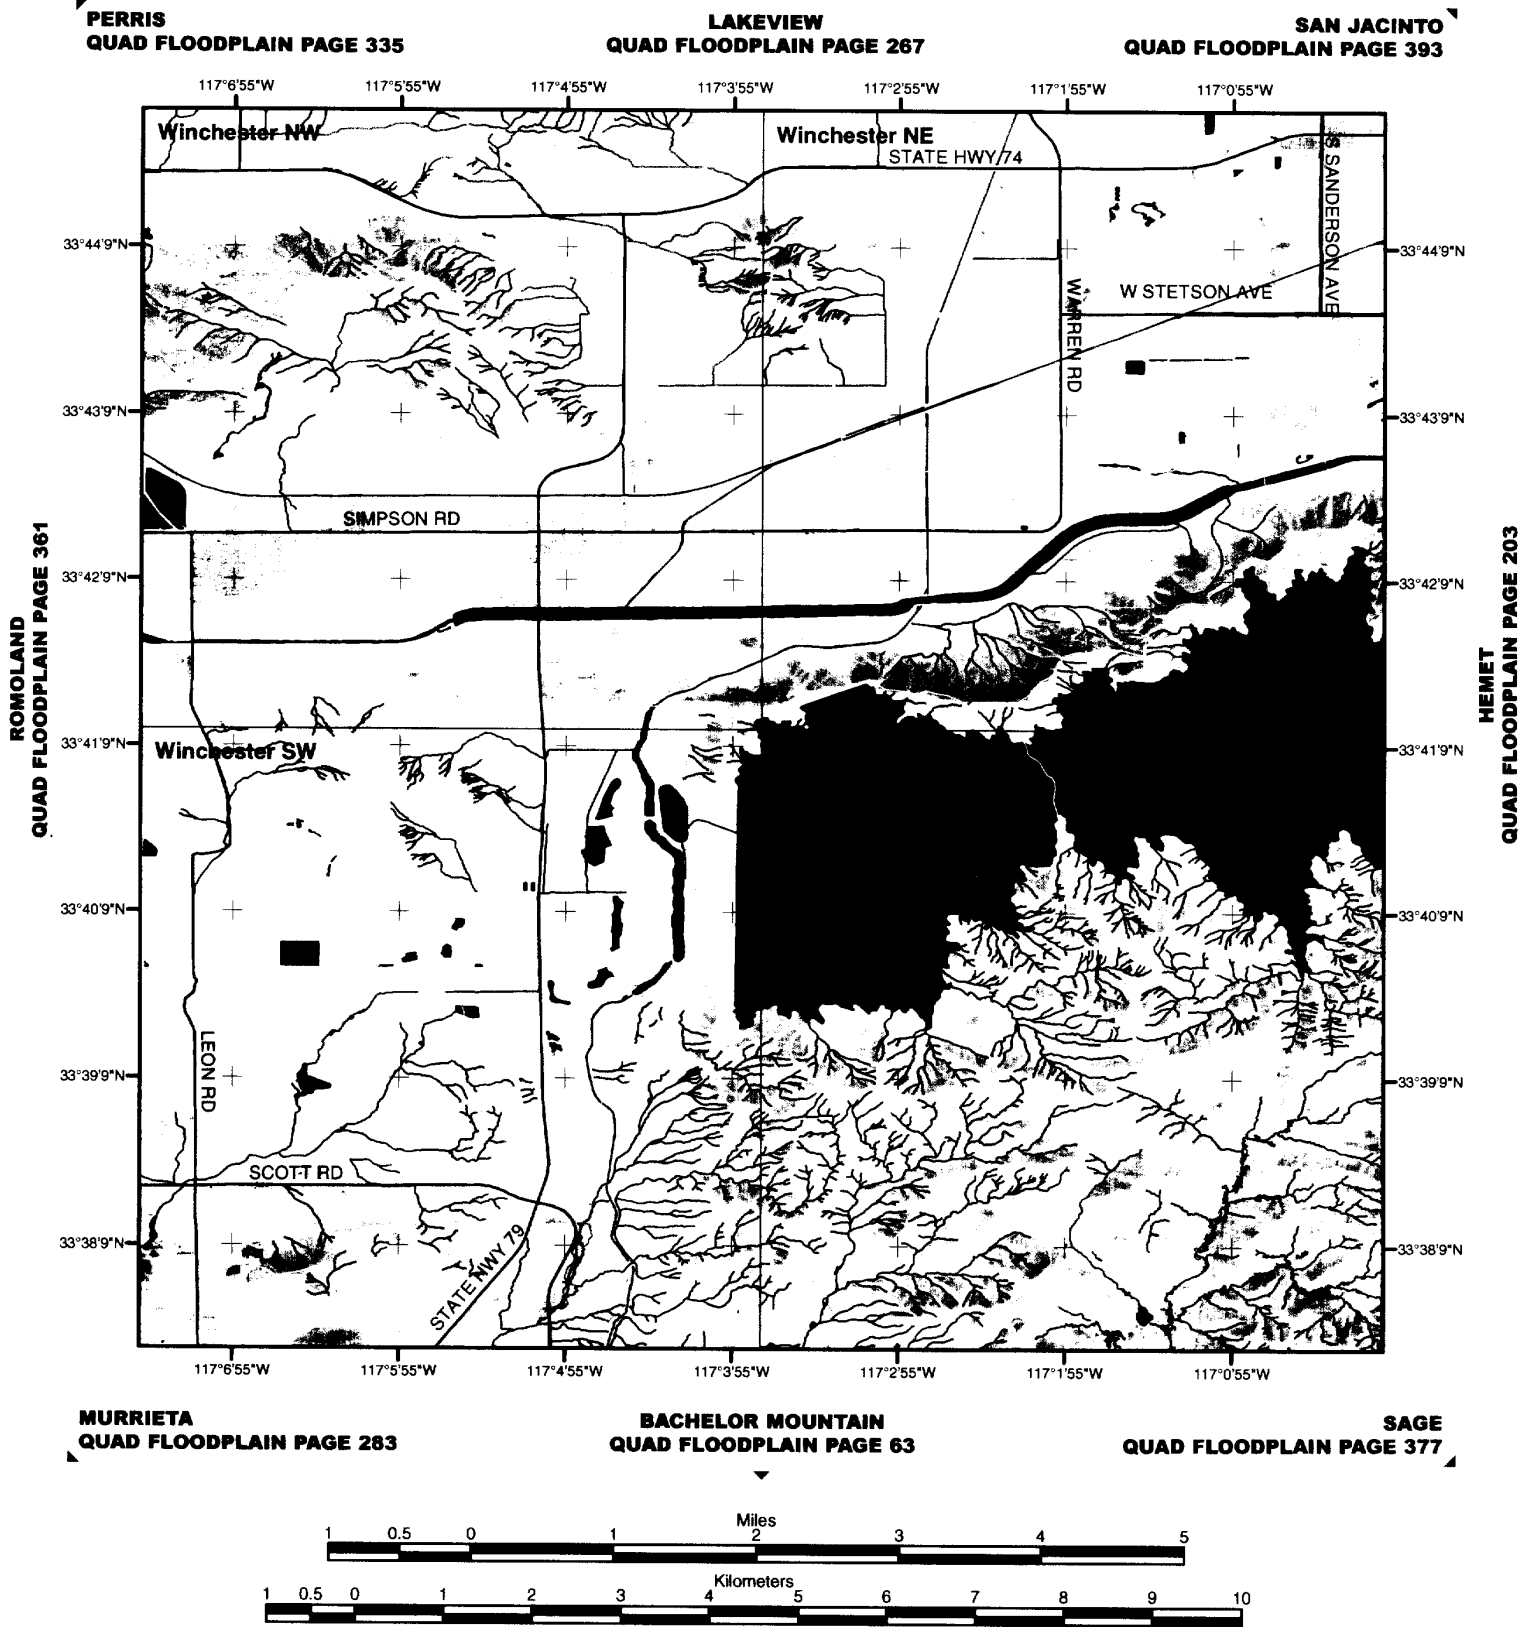 PERRIS
QUAD FLOODPLAIN PAGE 335
LAKEVIEW
QUAD FLOODPLAIN PAGE 267
SAN JACINTO
QUAD FLOODPLAIN PAGE 393
117°6'55"W 117°5'55"W 117°4'55"W 117°3'55"W 117°2'55"W 117°1'55"W 117°0'55"W
Winchester NW
Winchester NE
STATE HWY 74
S SANDERSON AVE
33°44'9"N
33°44'9"N
W STETSON AVE
WARREN RD
33°43'9"N
33°43'9"N
SIMPSON RD
33°42'9"N
33°42'9"N
ROMOLAND
QUAD FLOODPLAIN PAGE 361
HEMET
QUAD FLOODPLAIN PAGE 203
33°41'9"N
33°41'9"N
Winchester SW
33°40'9"N
33°40'9"N
LEON RD
33°39'9"N
33°39'9"N
SCOTT RD
33°38'9"N
33°38'9"N
STATE HWY 79
117°6'55"W 117°5'55"W 117°4'55"W 117°3'55"W 117°2'55"W 117°1'55"W 117°0'55"W
MURRIETA
QUAD FLOODPLAIN PAGE 283
BACHELOR MOUNTAIN
QUAD FLOODPLAIN PAGE 63
SAGE
QUAD FLOODPLAIN PAGE 377
Miles
1 0.5 0 1 2 3 4 5
Kilometers
1 0.5 0 1 2 3 4 5 6 7 8 9 10